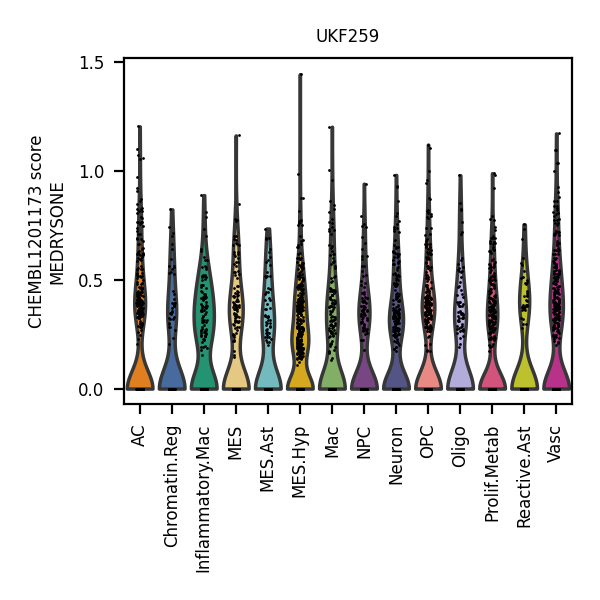 UKF259
CHEMBL1201173 score
MEDRYSONE
1.5
1.0
0.5
0.0
AC
Chromatin.Reg
Inflammatory.Mac
MES
MES.Ast
MES.Hyp
Mac
NPC
Neuron
OPC
Oligo
Prolif.Metab
Reactive.Ast
Vasc